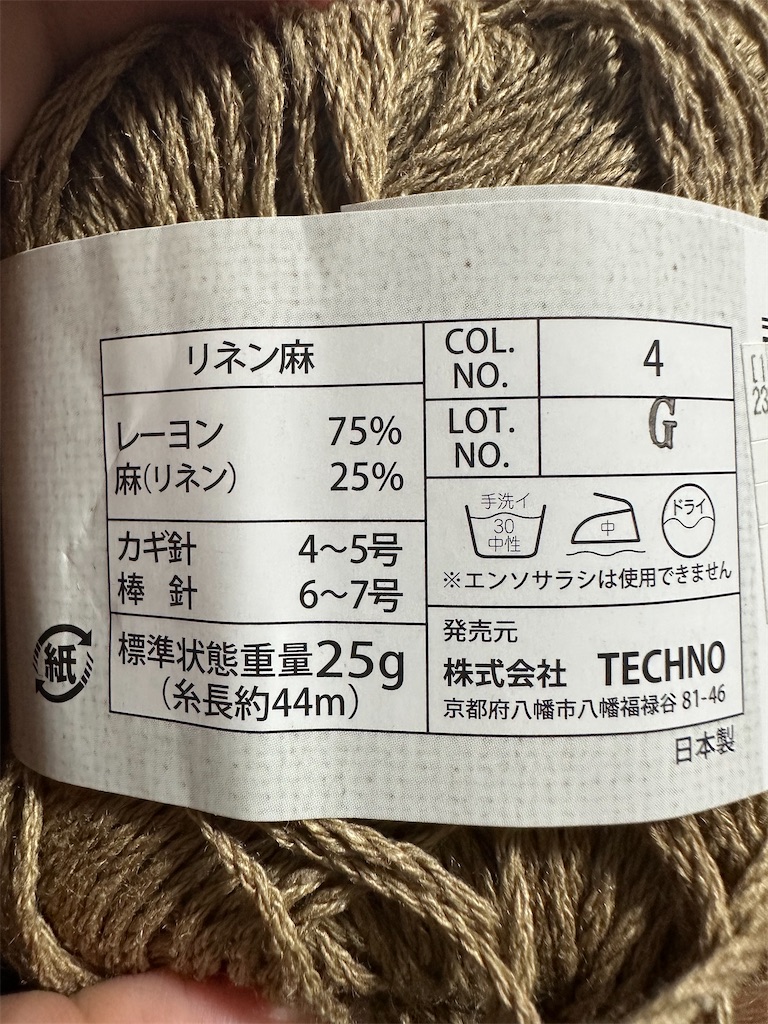 リネン麻
レーヨン 75%
麻(リネン) 25%
カギ針 4〜5号
棒 針 6〜7号
標準状態重量25g
(糸長約44m)
COL.
NO.
4
LOT.
NO.
G
手洗イ
30
中性
中
ドライ
※エンソサラシは使用できません
発売元
株式会社 TECHNO
京都府八幡市八幡福禄谷 81-46
日本製
紙